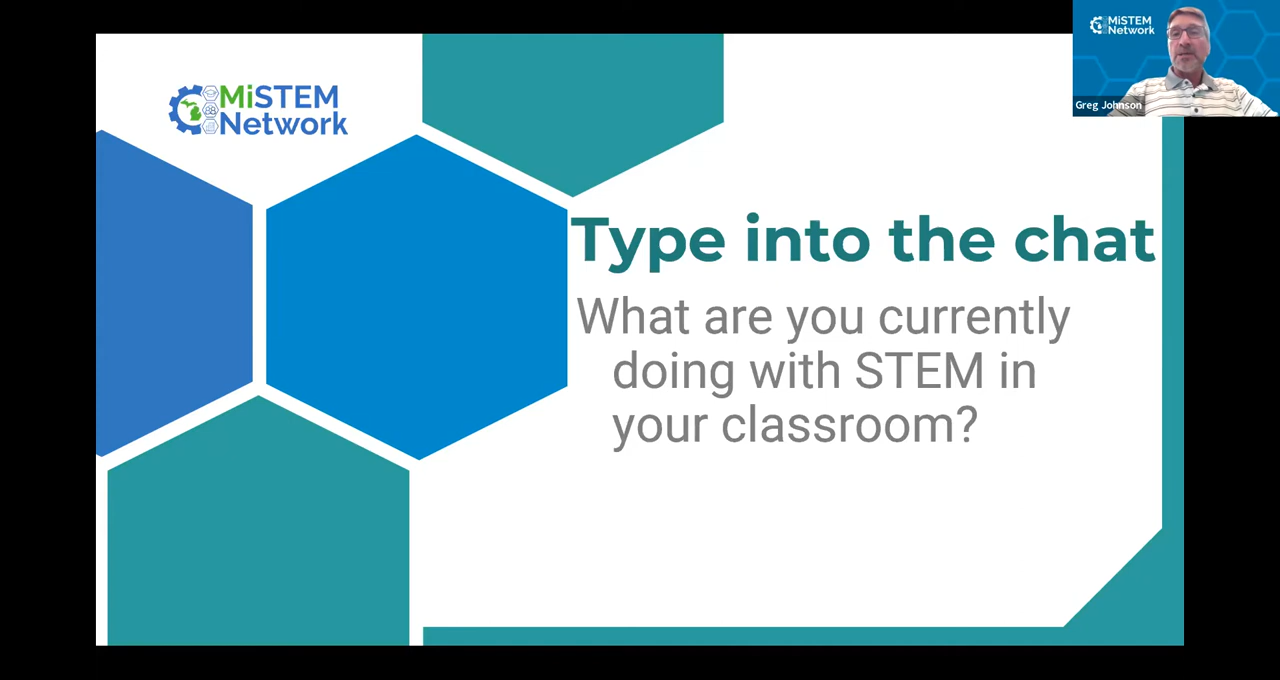 MiSTEM
Network
MiSTEM
Network
Greg Johnson
Type into the chat
What are you currently
doing with STEM in
your classroom?